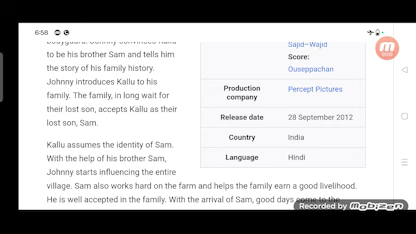 6:58
bodyguard. Johnny convinces Kallu
to be his brother Sam and tells him
the story of his family history.
Johnny introduces Kallu to his
family. The family, in long wait for
their lost son, accepts Kallu as their
lost son, Sam.
Kallu assumes the identity of Sam.
With the help of his brother Sam,
Johnny starts influencing the entire
village. Sam also works hard on the farm and helps the family earn a good livelihood.
He is well accepted in the family. With the arrival of Sam, good days come to the
Sajid–Wajid
Score:
Ouseppachan
Production company Percept Pictures
Release date 28 September 2012
Country India
Language Hindi
Recorded by Mobizen